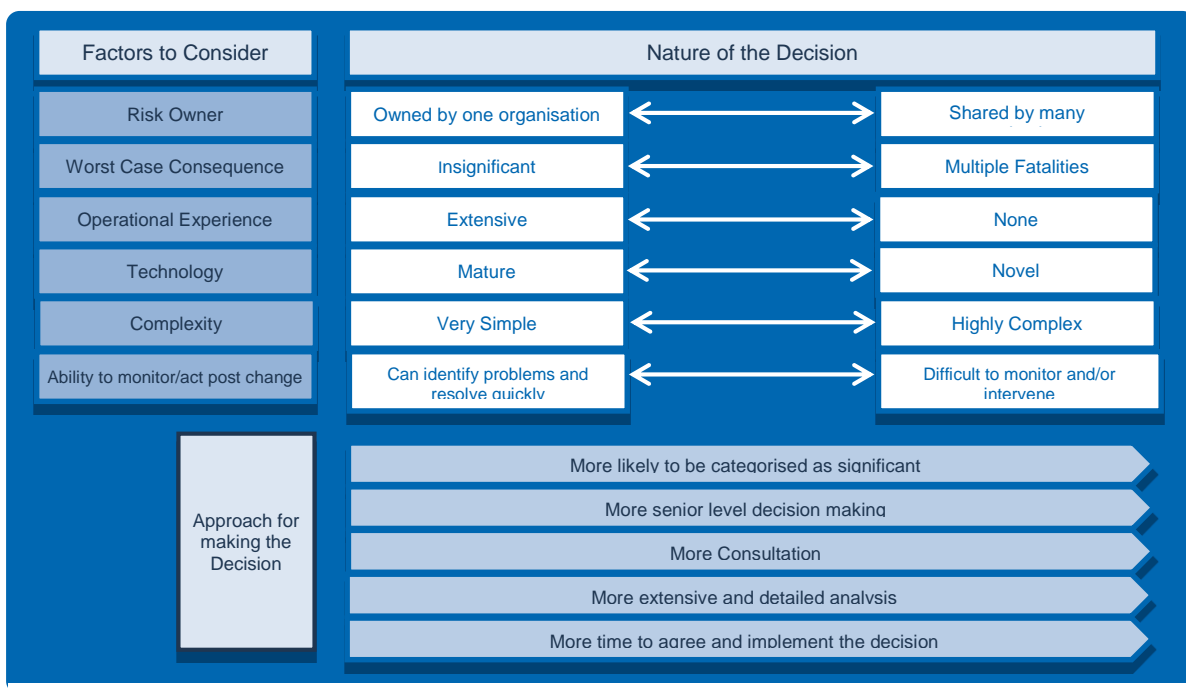 Factors to Consider
Nature of the Decision
Risk Owner
Owned by one organisation
Shared by many
Worst Case Consequence
Insignificant
Multiple Fatalities
Operational Experience
Extensive
None
Technology
Mature
Novel
Complexity
Very Simple
Highly Complex
Ability to monitor/act post change
Can identify problems and
resolve quickly
Difficult to monitor and/or
intervene
Approach for
making the
Decision
More likely to be categorised as significant
More senior level decision making
More Consultation
More extensive and detailed analysis
More time to agree and implement the decision